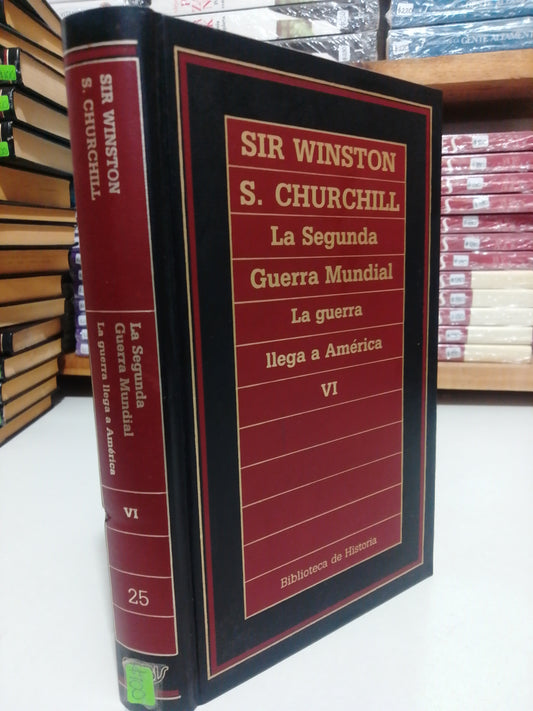 SIR WINSTON
S. CHURCHILL
La Segunda
Guerra Mundial
La guerra
llega a América
VI
Biblioteca de Historia
SIR WINSTON
S. CHURCHILL
La Segunda
Guerra Mundial
La guerra llega a América
VI
25
$100